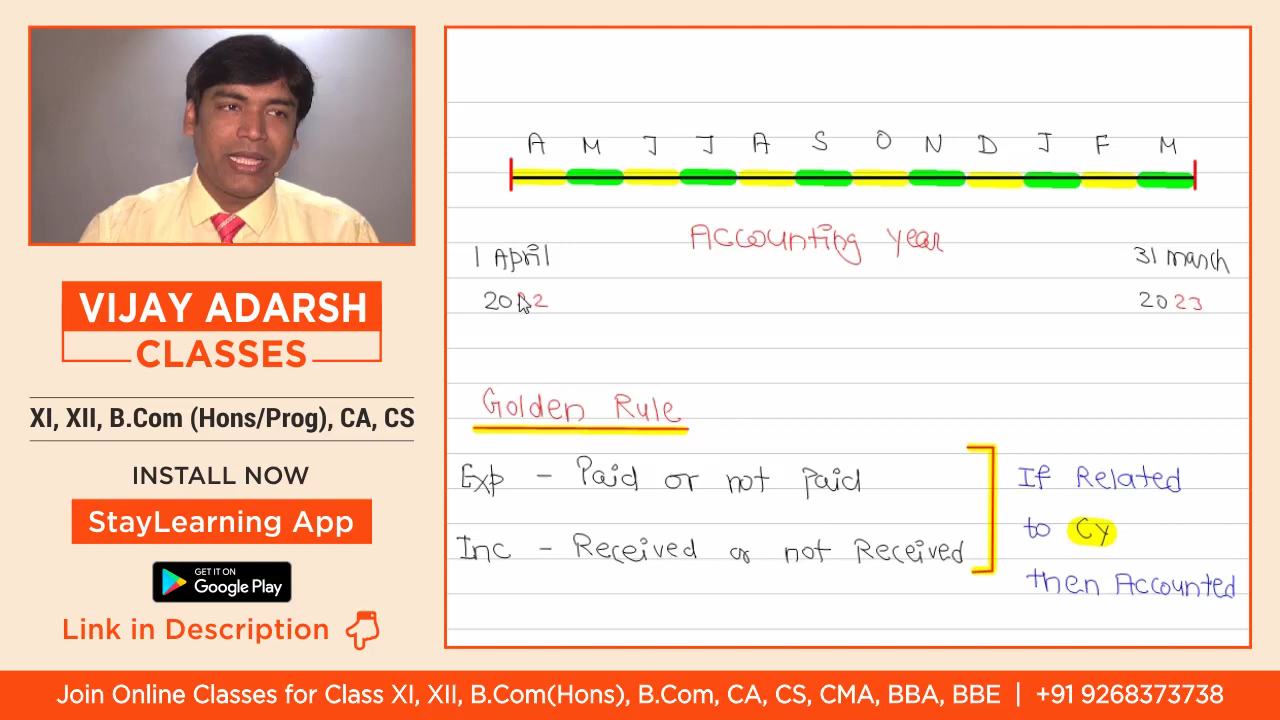 VIJAY ADARSH
CLASSES
XI, XII, B.Com (Hons/Prog), CA, CS
INSTALL NOW
StayLearning App
GET IT ON
Google Play
Link in Description
A M J J A S O N D J F M
Accounting year
1 April 31 march
2022 2023
Golden Rule
Exp - Paid or not Paid
Inc - Received or not Received
If Related
to Cy
then Accounted
Join Online Classes for Class XI, XII, B.Com(Hons), B.Com, CA, CS, CMA, BBA, BBE | +91 9268373738